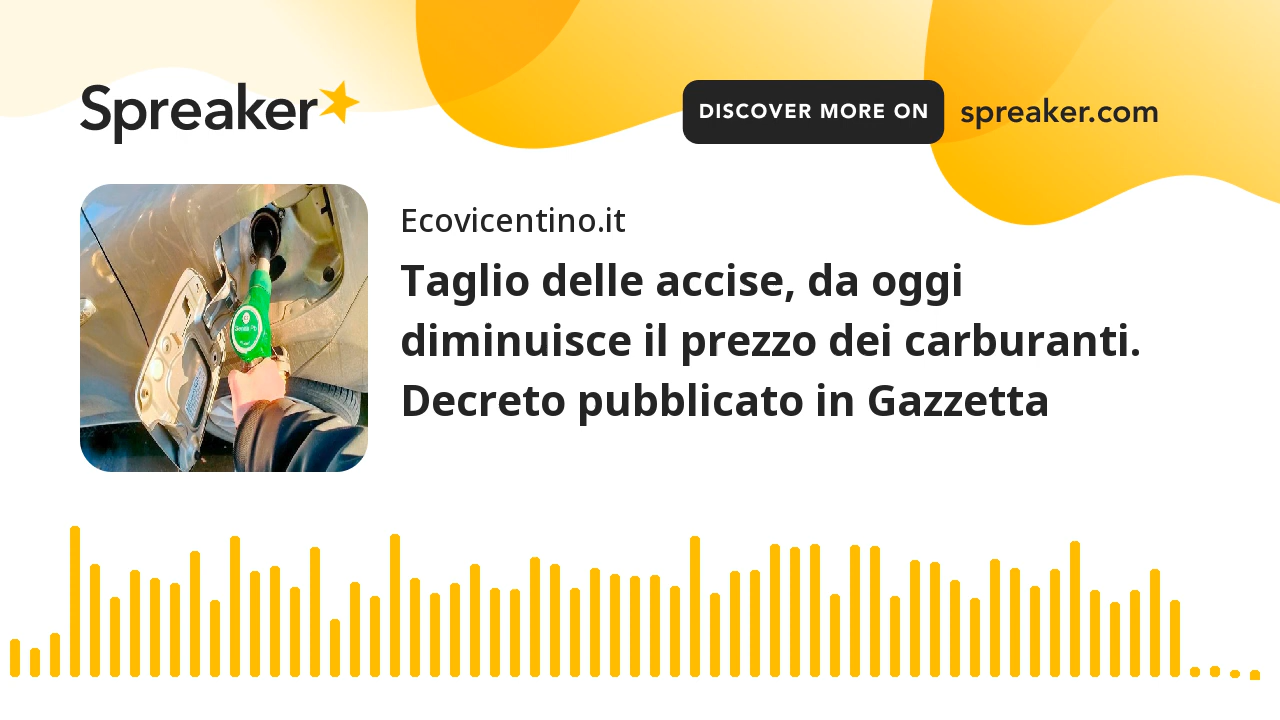 Spreaker
DISCOVER MORE ON
spreaker.com
Ecovicentino.it
Taglio delle accise, da oggi
diminuisce il prezzo dei carburanti.
Decreto pubblicato in Gazzetta